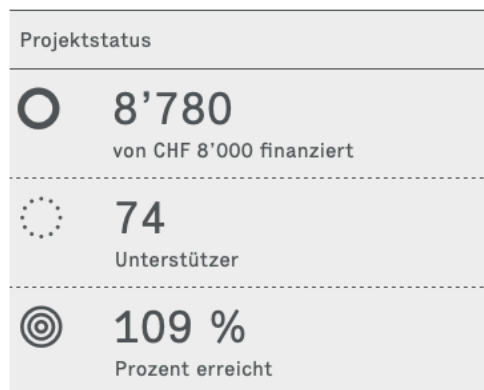 Projektstatus
8’780
von CHF 8’000 finanziert
74
Unterstützer
109 %
Prozent erreicht